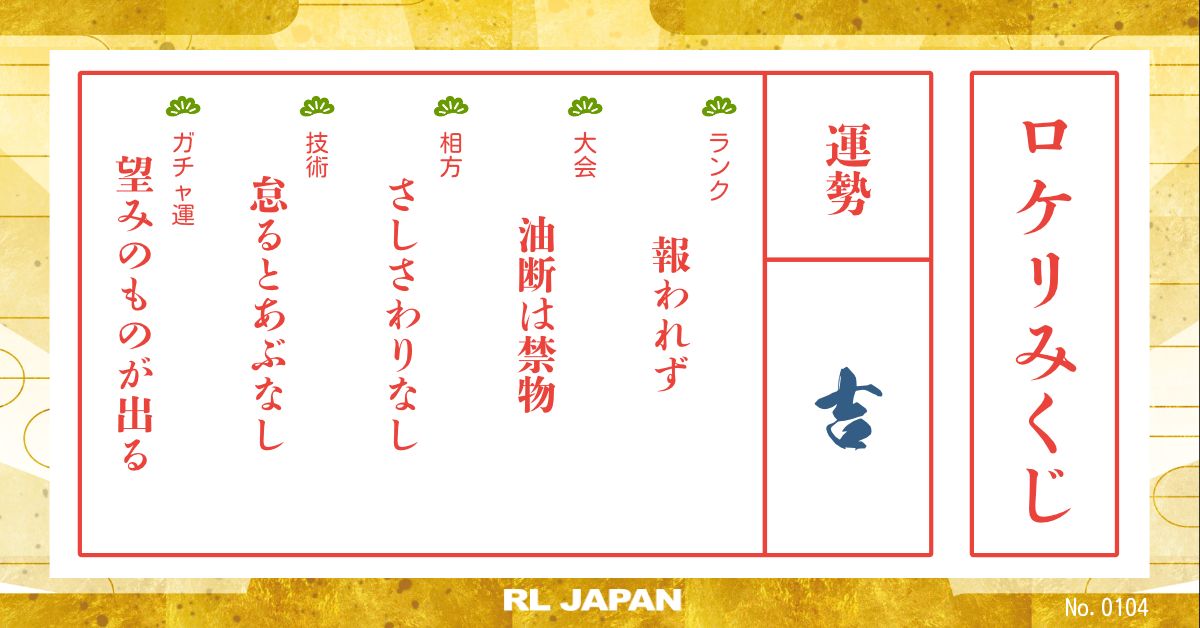 ロケリみくじ
運勢
吉
ランク
報われず
大会
油断は禁物
相方
さしさわりなし
技術
怠るとあぶなし
ガチャ運
望みのものが出る
RL JAPAN
No. 0104